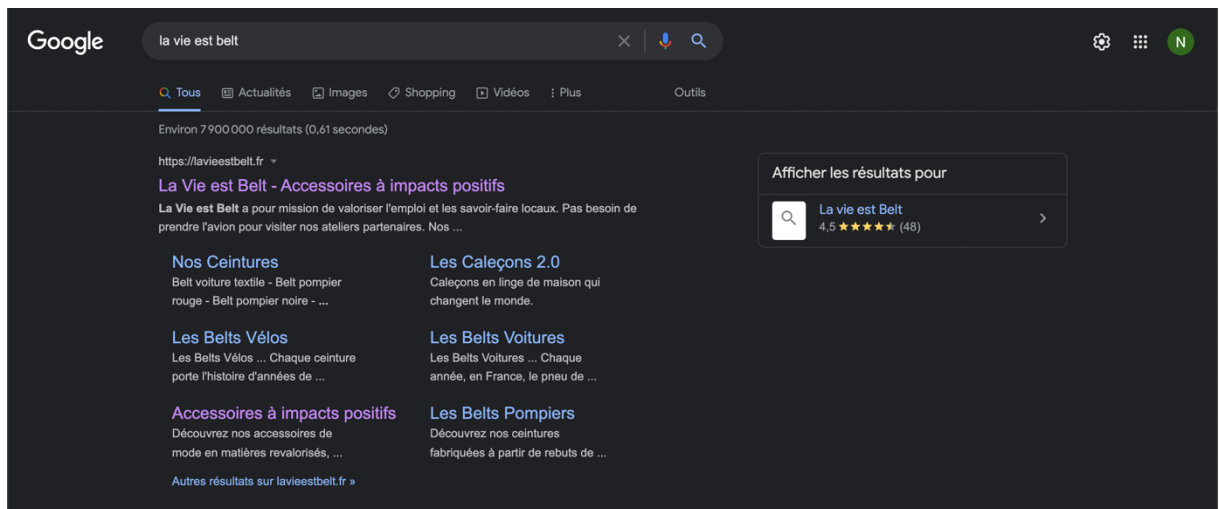 Google
la vie est belt
N
Tous
Actualités
Images
Shopping
Vidéos
Plus
Outils
Environ 7 900 000 résultats (0,61 secondes)
https://lavieestbelt.fr
La Vie est Belt - Accessoires à impacts positifs
La Vie est Belt a pour mission de valoriser l'emploi et les savoir-faire locaux. Pas besoin de
prendre l'avion pour visiter nos ateliers partenaires. Nos ...
Nos Ceintures
Belt voiture textile - Belt pompier
rouge - Belt pompier noire - ...
Les Caleçons 2.0
Caleçons en linge de maison qui
changent le monde.
Les Belts Vélos
Les Belts Vélos ... Chaque ceinture
porte l'histoire d'années de ...
Les Belts Voitures
Les Belts Voitures ... Chaque
année, en France, le pneu de ...
Accessoires à impacts positifs
Découvrez nos accessoires de
mode en matières revalorisés, ...
Les Belts Pompiers
Découvrez nos ceintures
fabriquées à partir de rebuts de ...
Autres résultats sur lavieestbelt.fr »
Afficher les résultats pour
La vie est Belt
4,5 ★★★★★ (48)